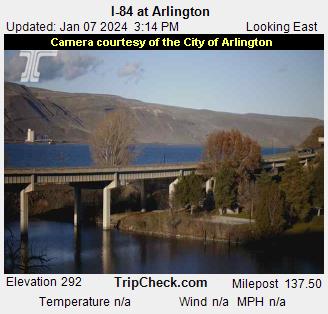 I-84 at Arlington
Updated: Jan 07 2024 3:14 PM Looking East
Camera courtesy of the City of Arlington
Elevation 292 TripCheck.com Milepost 137.50
Temperature n/a Wind n/a MPH n/a